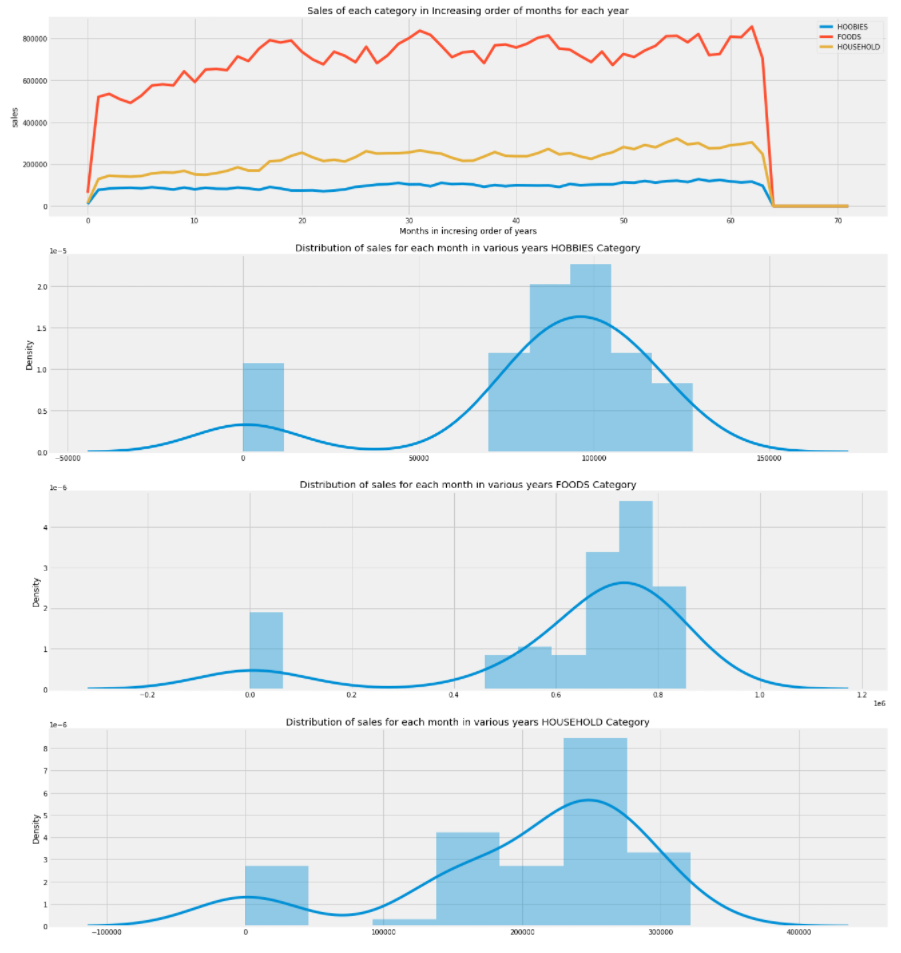 Sales of each category in Increasing order of months for each year
HOOBIES
FOODS
HOUSEHOLD
sales
800000
600000
400000
200000
0
0 10 20 30 40 50 60 70
Months in incresing order of years
Distribution of sales for each month in various years HOBBIES Category
1e−5
Density
2.0
1.5
1.0
0.5
0.0
−50000 0 50000 100000 150000
Distribution of sales for each month in various years FOODS Category
1e−6
Density
4
3
2
1
0
−0.2 0.0 0.2 0.4 0.6 0.8 1.0 1.2
1e6
Distribution of sales for each month in various years HOUSEHOLD Category
1e−6
Density
8
7
6
5
4
3
2
1
0
−100000 0 100000 200000 300000 400000